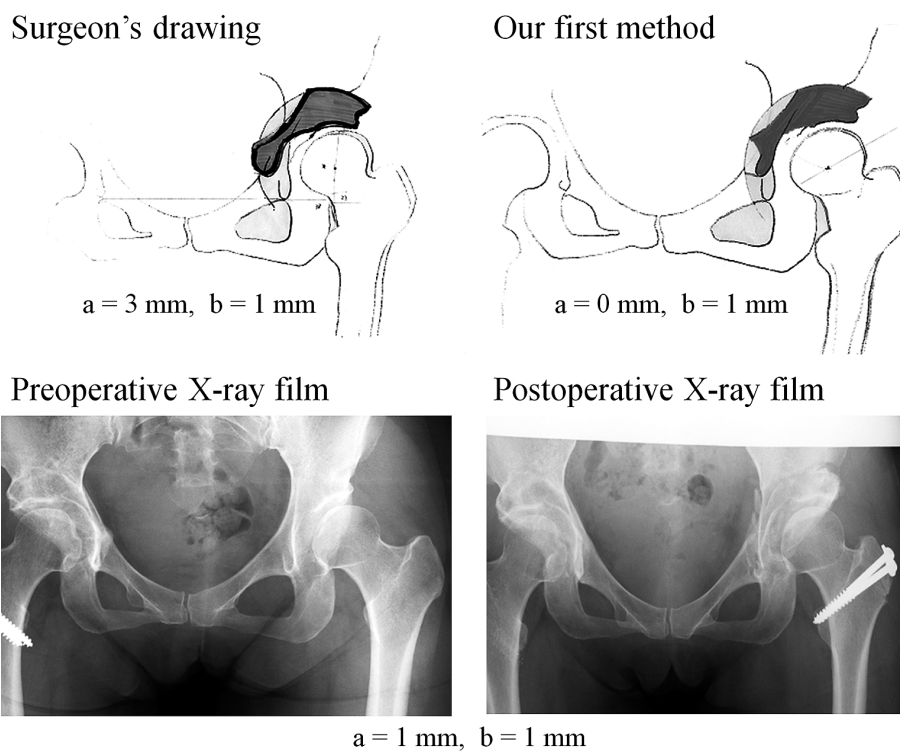 Surgeon's drawing
Our first method
a = 3 mm, b = 1 mm
a = 0 mm, b = 1 mm
Preoperative X-ray film
Postoperative X-ray film
a = 1 mm, b = 1 mm